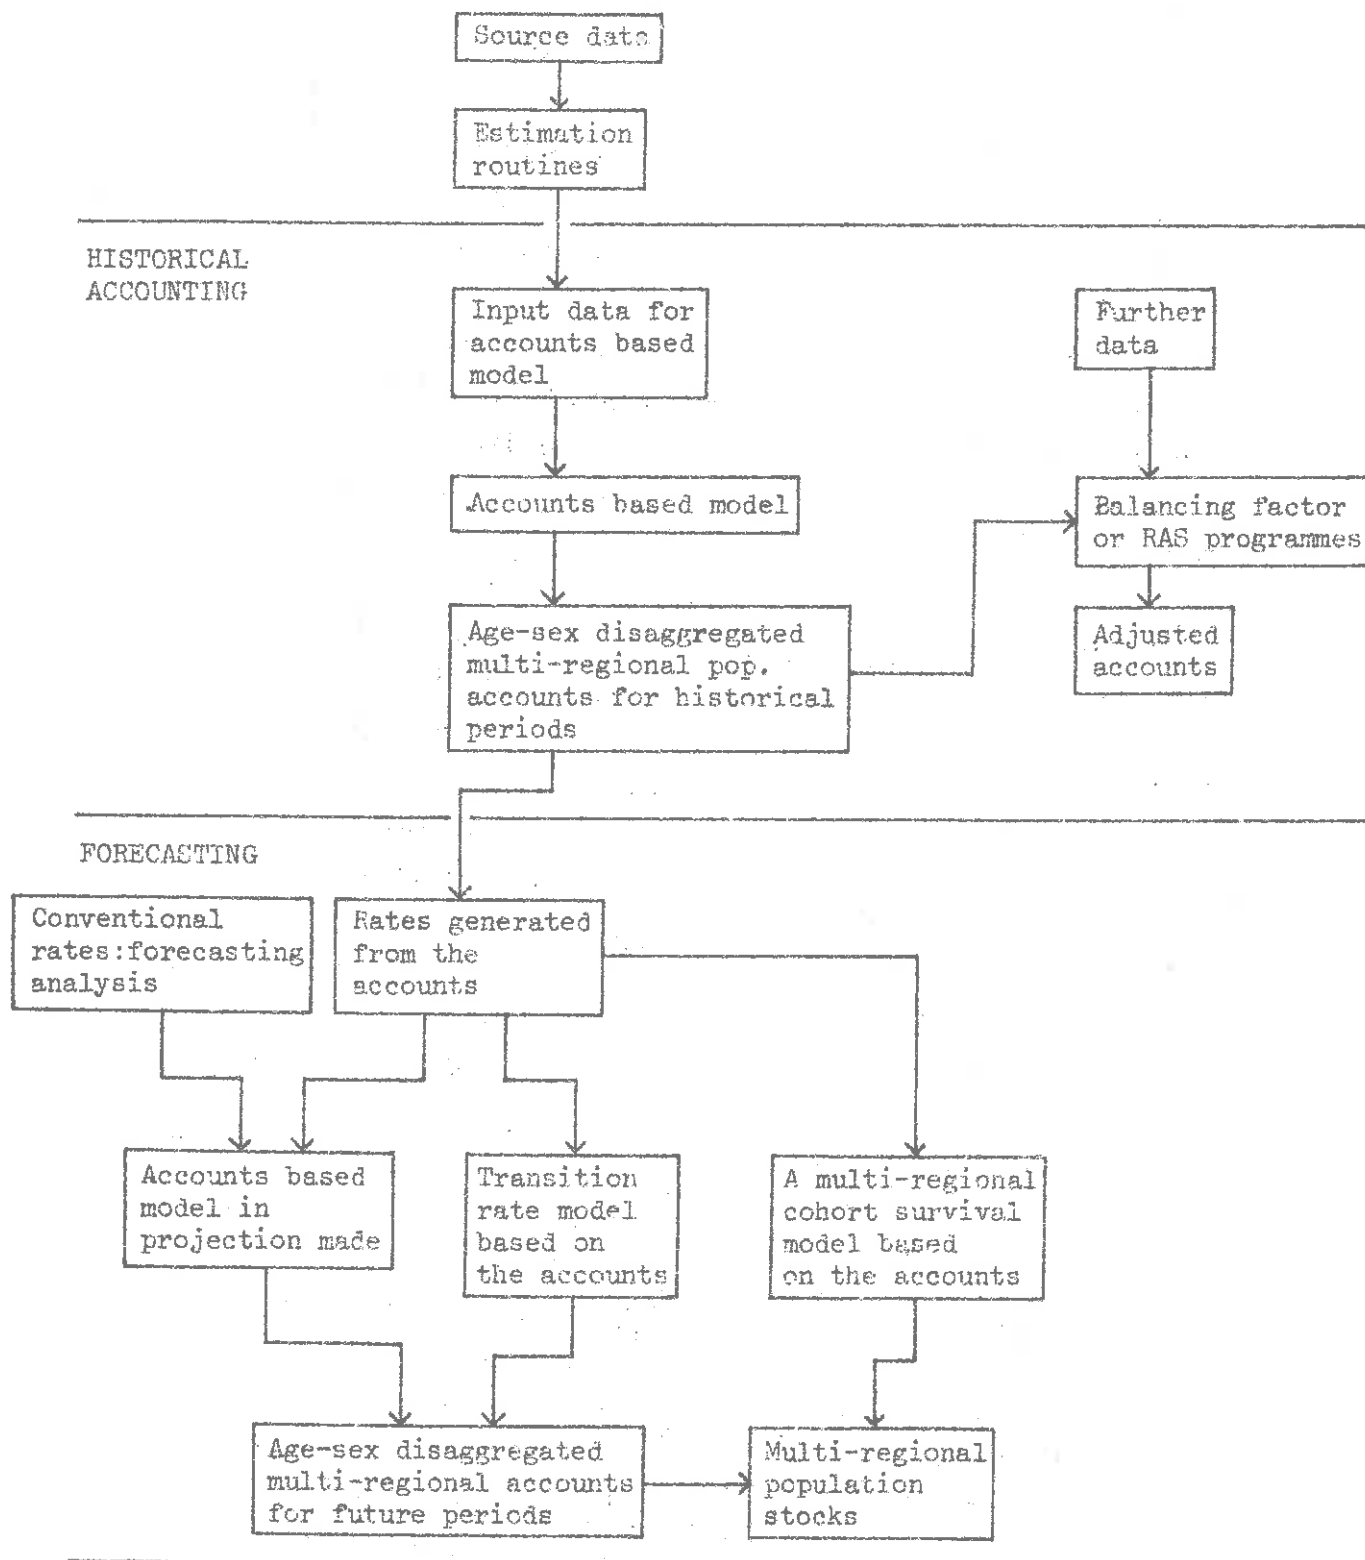 Source data
Estimation
routines
HISTORICAL
ACCOUNTING
Input data for
accounts based
model
Further
data
Accounts based model
Balancing factor
or RAS programmes
Age-sex disaggregated
multi-regional pop.
accounts for historical
periods
Adjusted
accounts
FORECASTING
Conventional
rates:forecasting
analysis
Rates generated
from the
accounts
Accounts based
model in
projection made
Transition
rate model
based on
the accounts
A multi-regional
cohort survival
model based
on the accounts
Age-sex disaggregated
multi-regional accounts
for future periods
Multi-regional
population
stocks